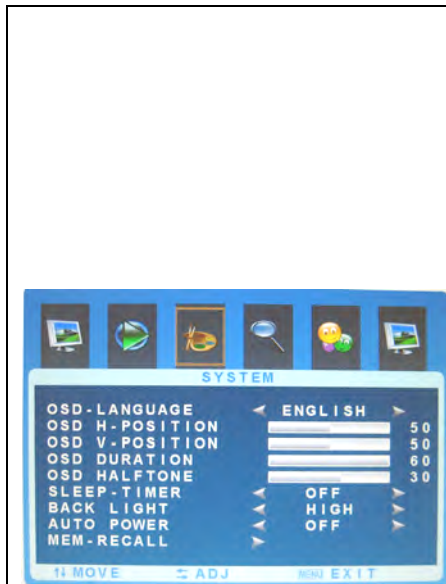 SYSTEM
OSD-LANGUAGE ENGLISH
OSD H-POSITION 50
OSD V-POSITION 50
OSD DURATION 60
OSD HALFTONE 30
SLEEP-TIMER OFF
BACK LIGHT HIGH
AUTO POWER OFF
MEM-RECALL
MOVE ADJ MENU EXIT